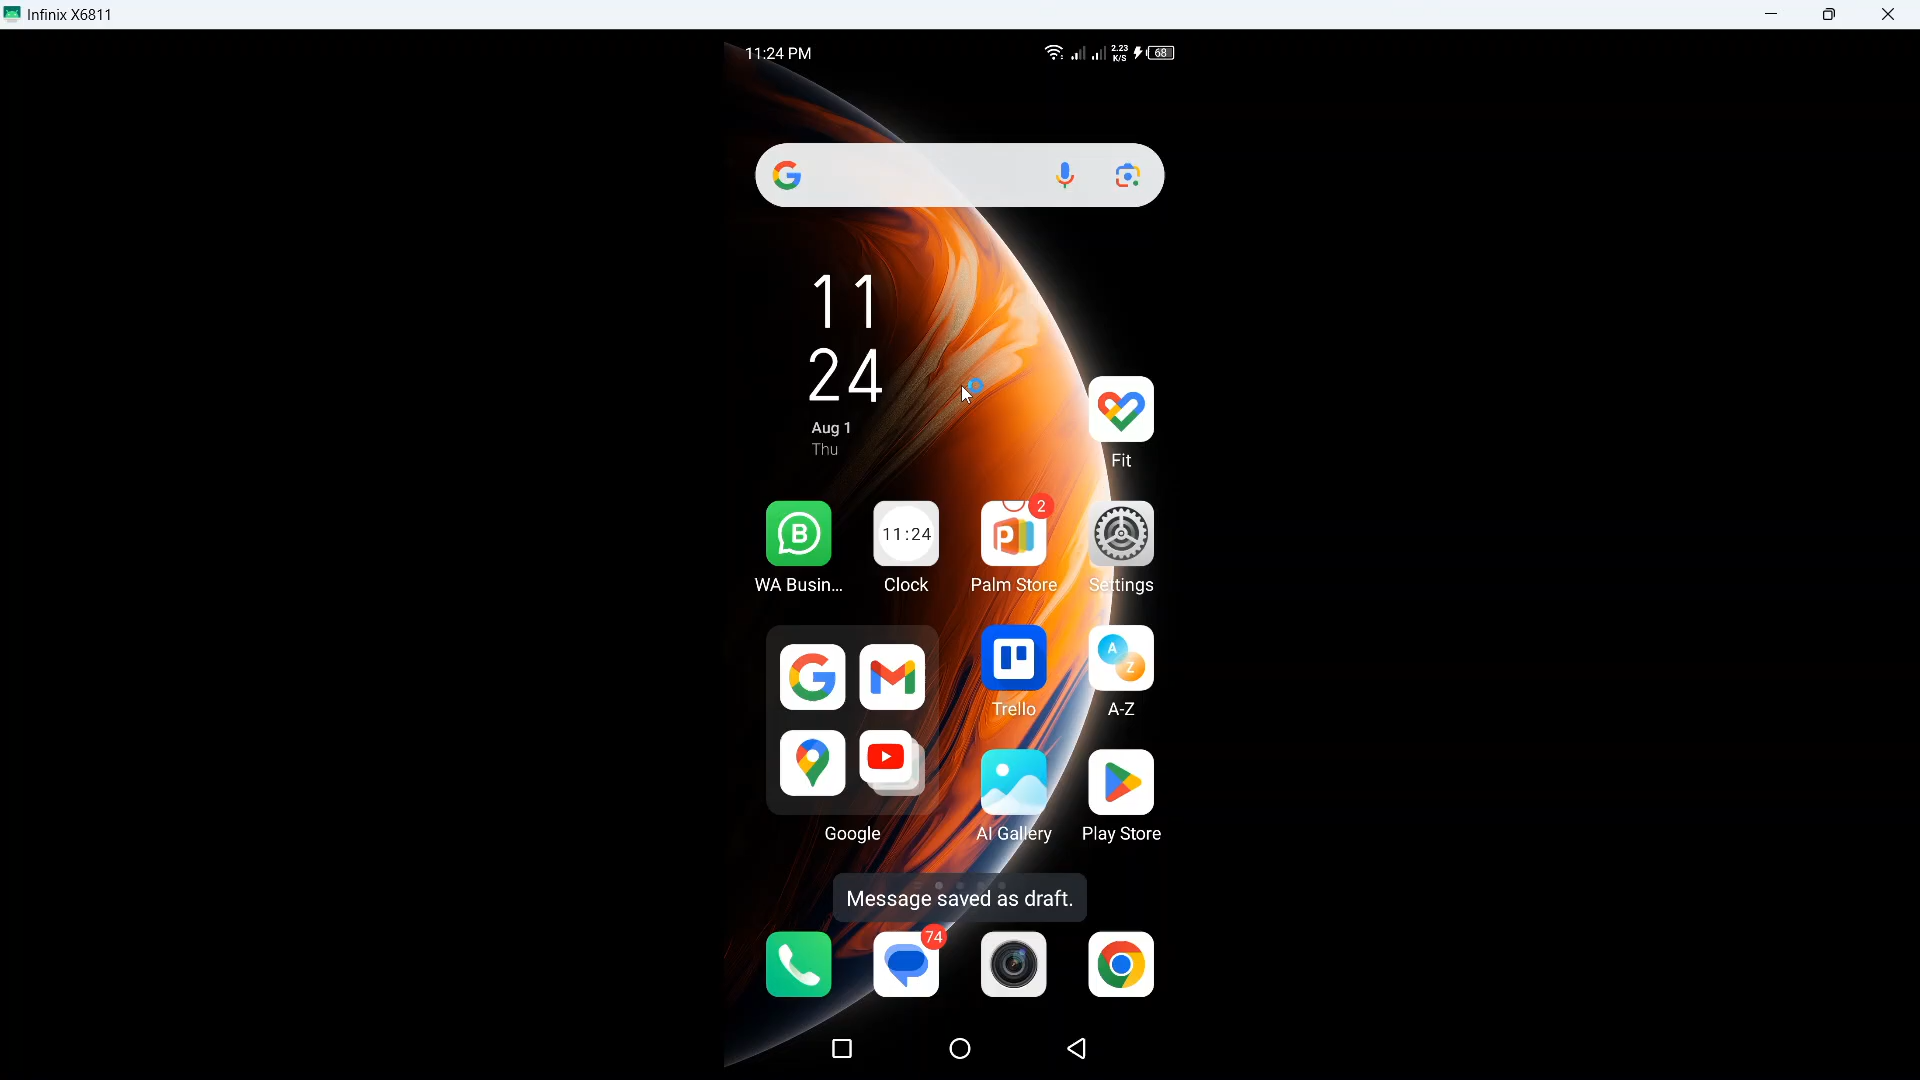 Infinix X6811
11:24 PM
2.23
K/S
68
11
24
Aug 1
Thu
Fit
B
11:24
P
2
WA Busin...
Clock
Palm Store
Settings
A
Z
Trello
A-Z
Google
AI Gallery
Play Store
Message saved as draft.
74